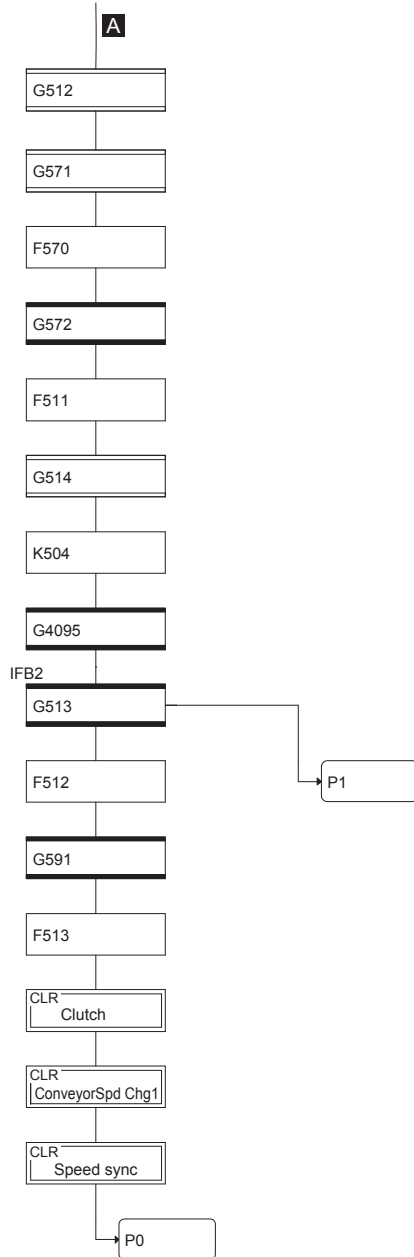 A
G512
G571
F570
G572
F511
G514
K504
G4095
IFB2
G513
F512
P1
G591
F513
CLR
Clutch
CLR
ConveyorSpd Chg1
CLR
Speed sync
P0